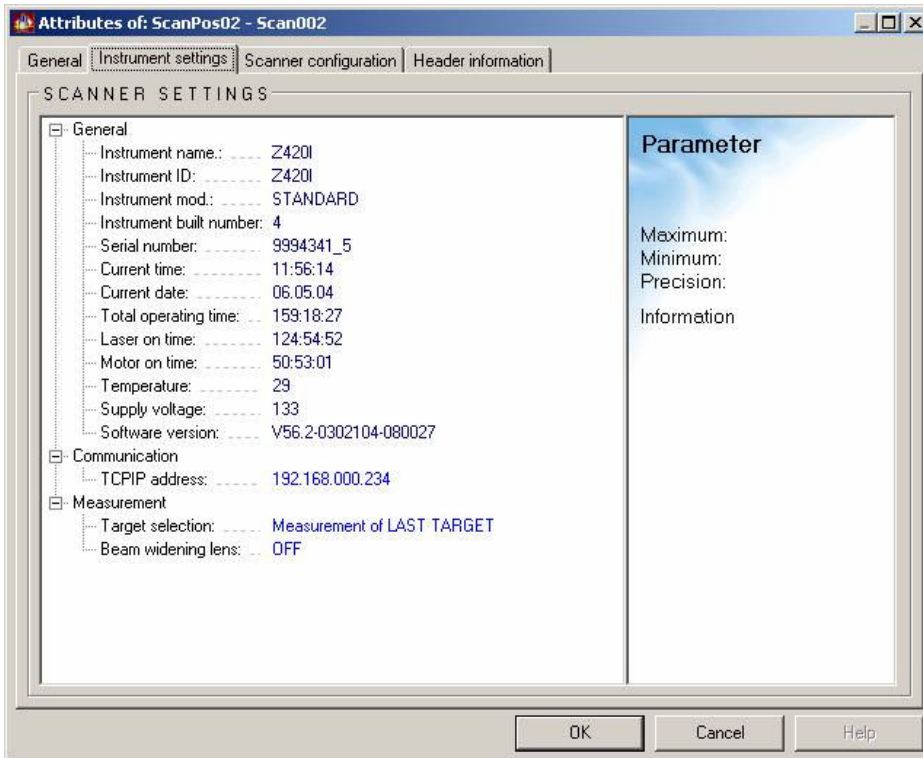 Attributes of: ScanPos02 - Scan002
General Instrument settings Scanner configuration Header information
SCANNER SETTINGS
General
Instrument name.: Z420I
Instrument ID: Z420I
Instrument mod.: STANDARD
Instrument built number: 4
Serial number: 9994341_5
Current time: 11:56:14
Current date: 06.05.04
Total operating time: 159:18:27
Laser on time: 124:54:52
Motor on time: 50:53:01
Temperature: 29
Supply voltage: 133
Software version: V56.2-0302104-080027
Communication
TCPIP address: 192.168.000.234
Measurement
Target selection: Measurement of LAST TARGET
Beam widening lens: OFF
Parameter
Maximum:
Minimum:
Precision:
Information
OK Cancel Help